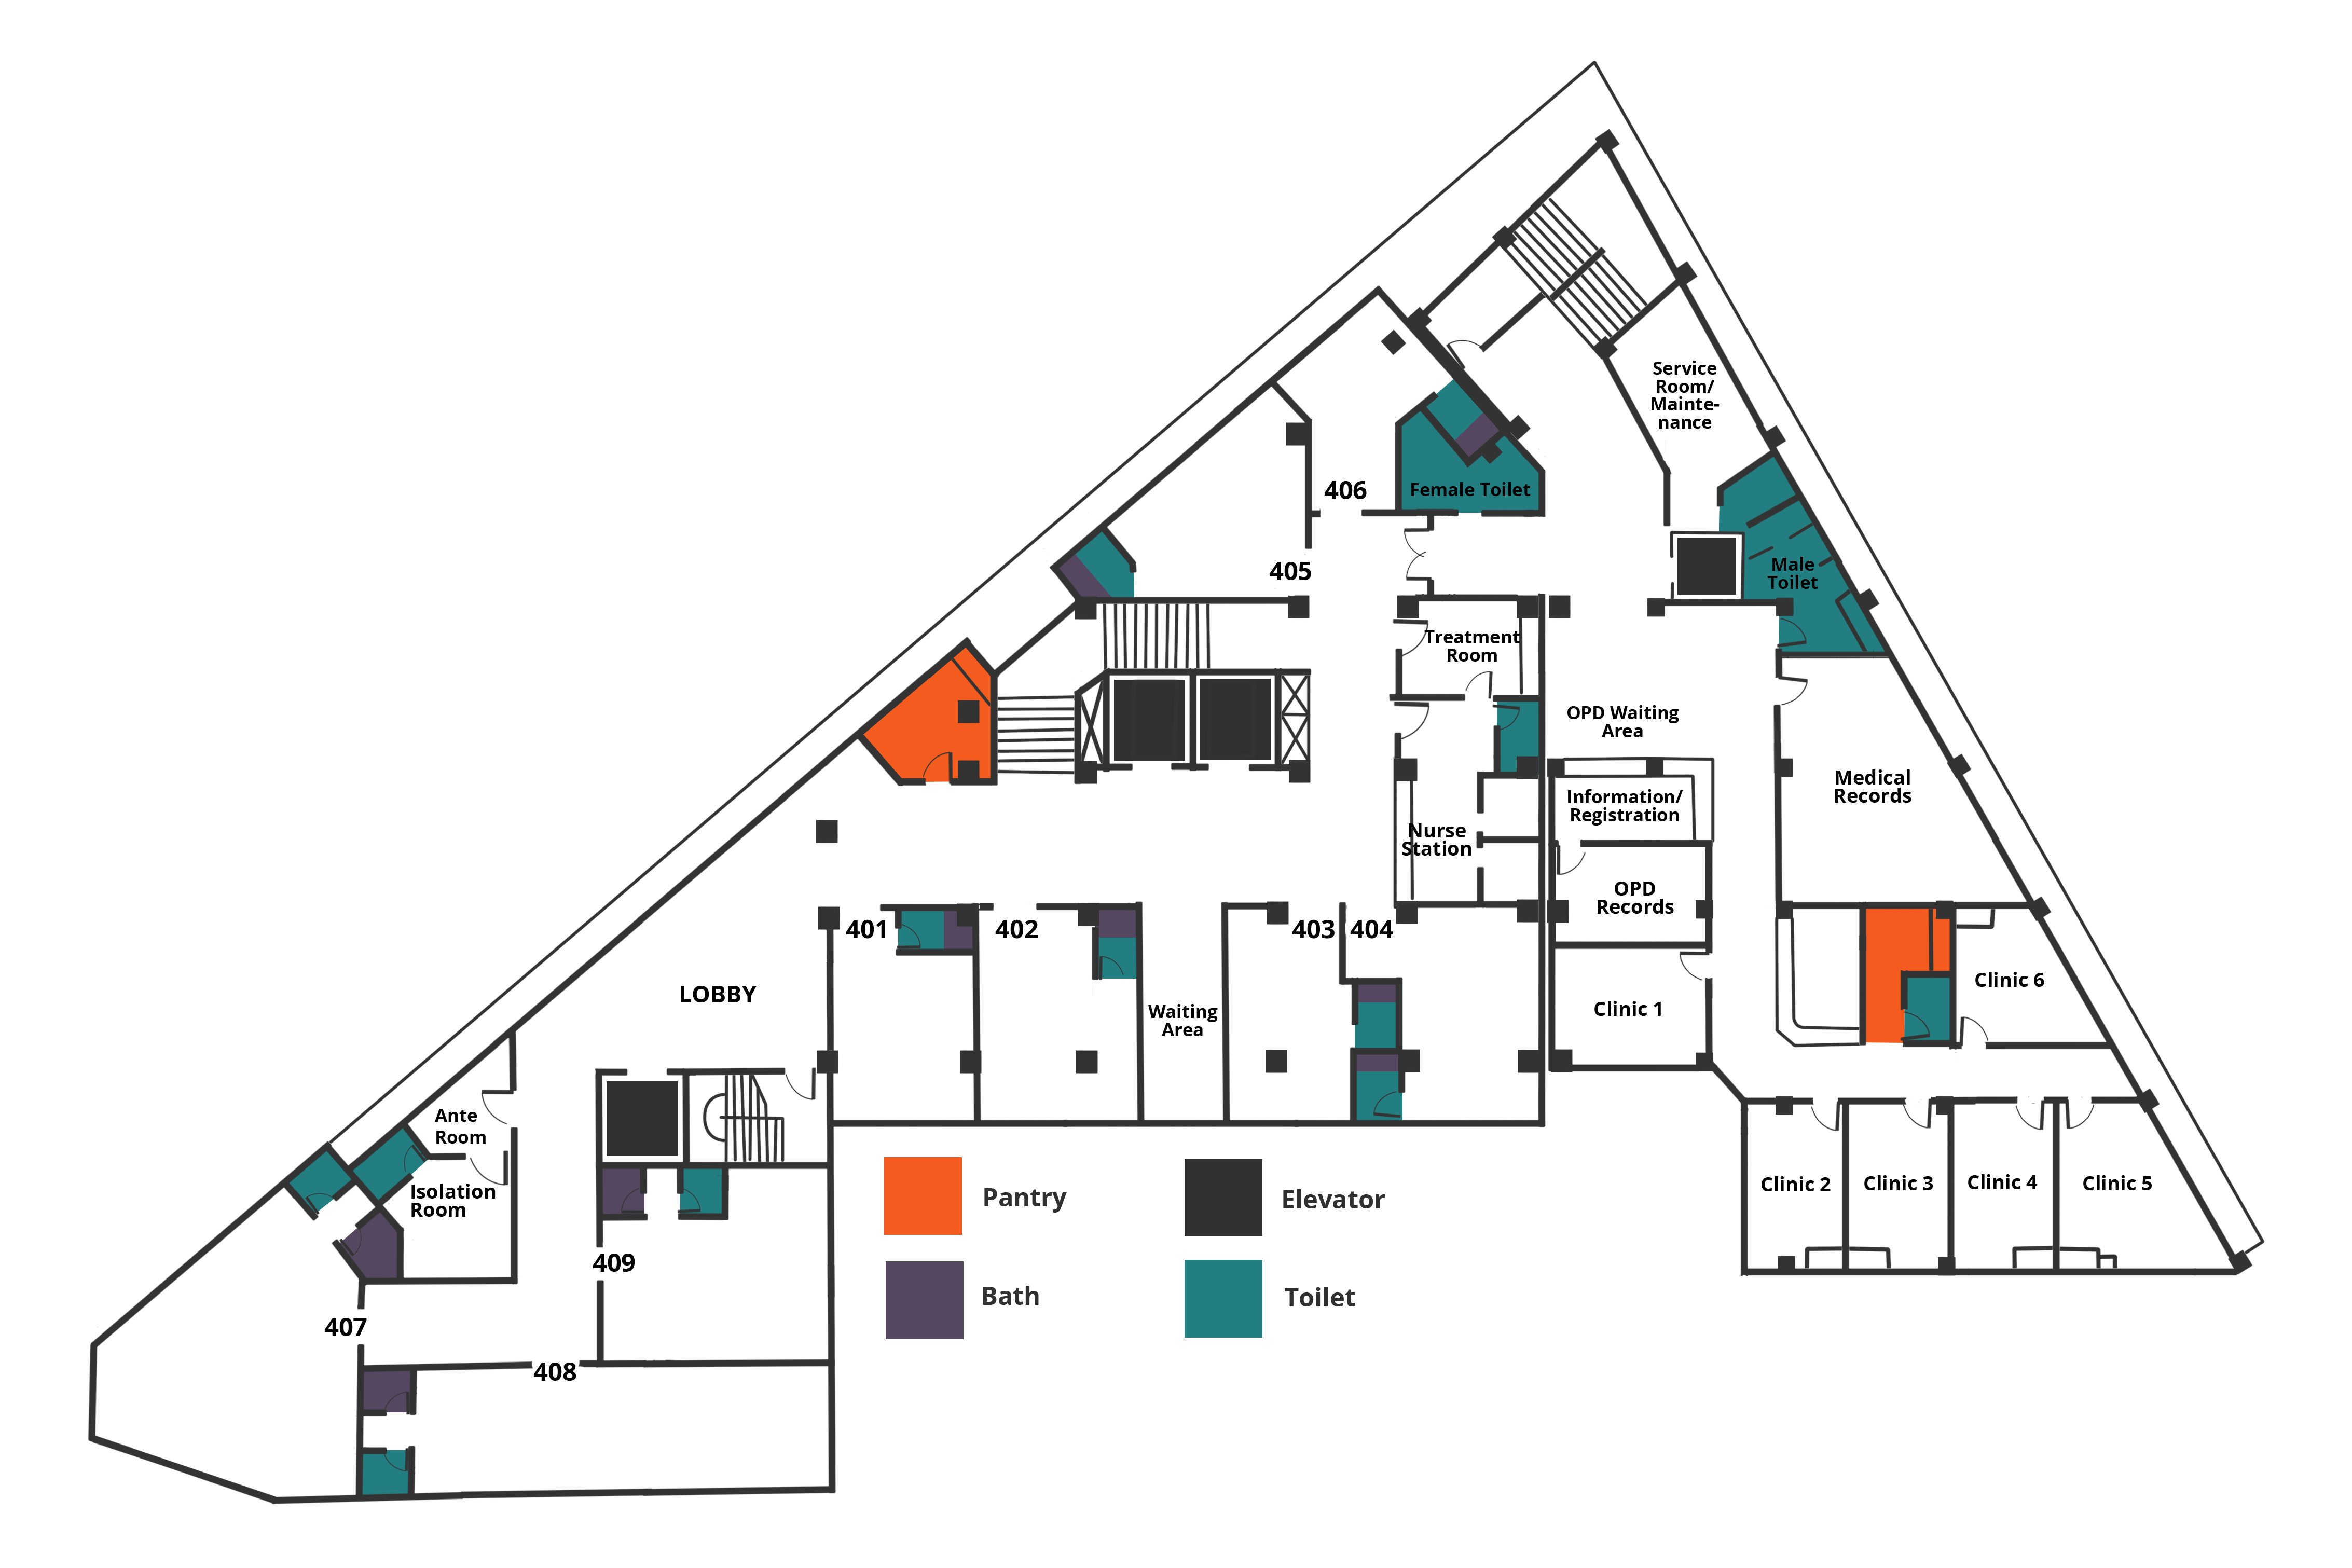 Service
Room/
Mainte-
nance
406
Female Toilet
405
Male
Toilet
Treatment
Room
OPD Waiting
Area
Medical
Records
Information/
Registration
Nurse
Station
OPD
Records
401
402
403
404
LOBBY
Waiting
Area
Clinic 1
Clinic 6
Ante
Room
Isolation
Room
Clinic 2
Clinic 3
Clinic 4
Clinic 5
409
407
408
Pantry
Elevator
Bath
Toilet